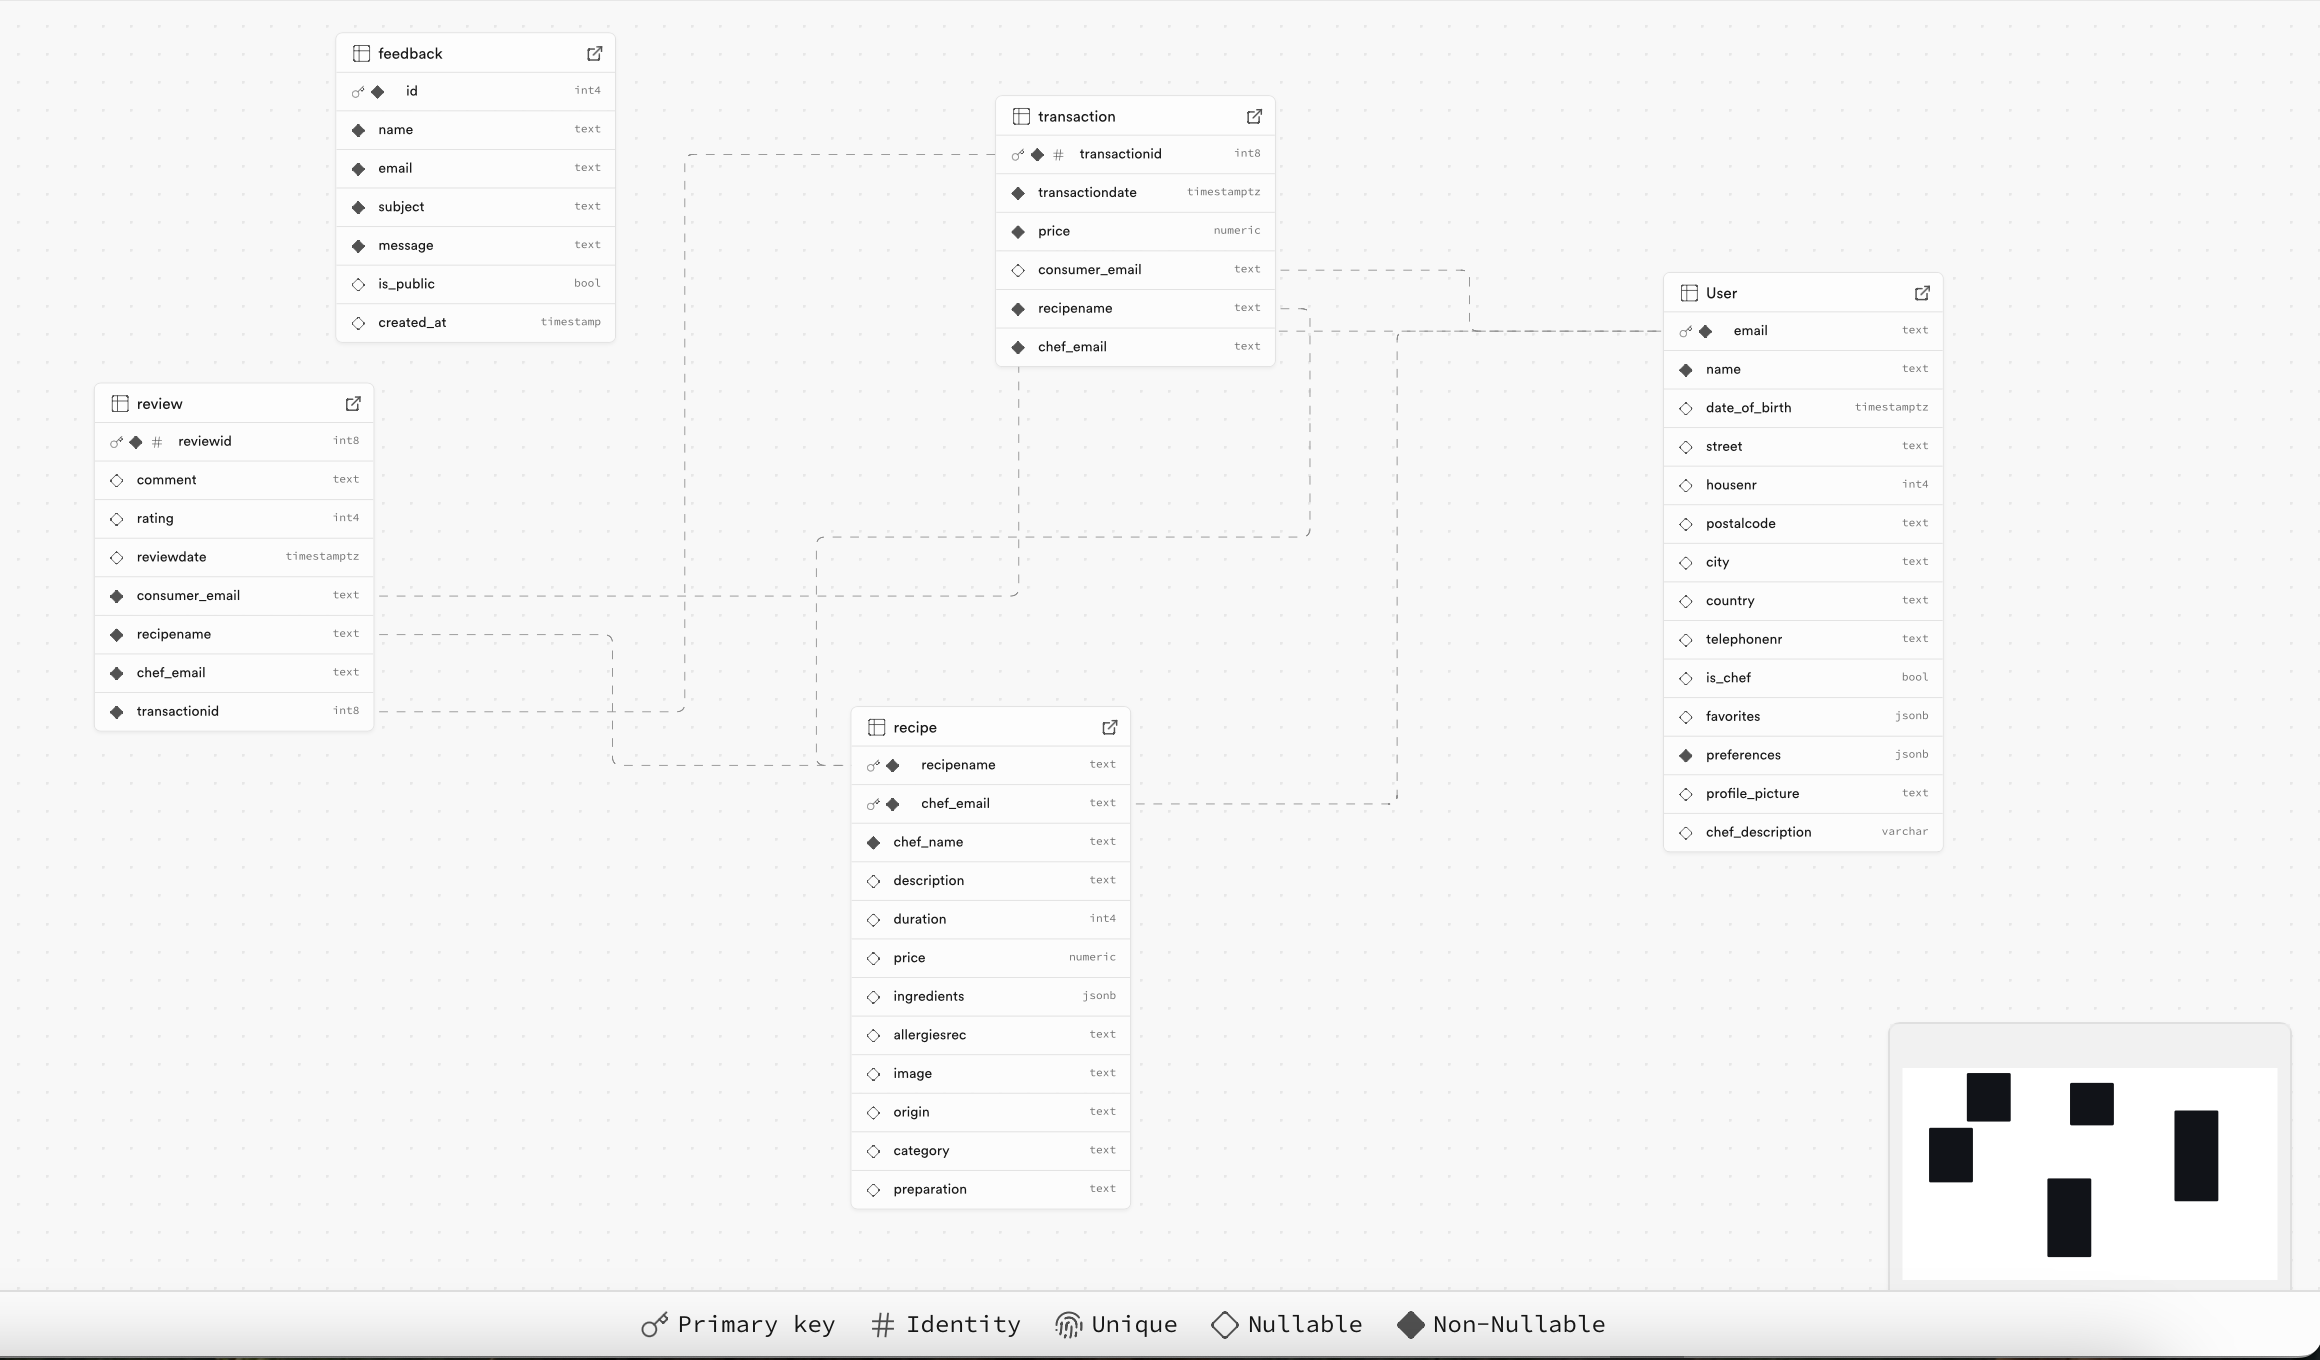 feedback
id int4
name text
email text
subject text
message text
is_public bool
created_at timestamp
transaction
# transactionid int8
transactiondate timestamptz
price numeric
consumer_email text
recipename text
chef_email text
User
email text
name text
date_of_birth timestamptz
street text
housenr int4
postalcode text
city text
country text
telephonenr text
is_chef bool
favorites jsonb
preferences jsonb
profile_picture text
chef_description varchar
review
# reviewid int8
comment text
rating int4
reviewdate timestamptz
consumer_email text
recipename text
chef_email text
transactionid int8
recipe
recipename text
chef_email text
chef_name text
description text
duration int4
price numeric
ingredients jsonb
allergiesrec text
image text
origin text
category text
preparation text
Primary key # Identity Unique Nullable Non-Nullable